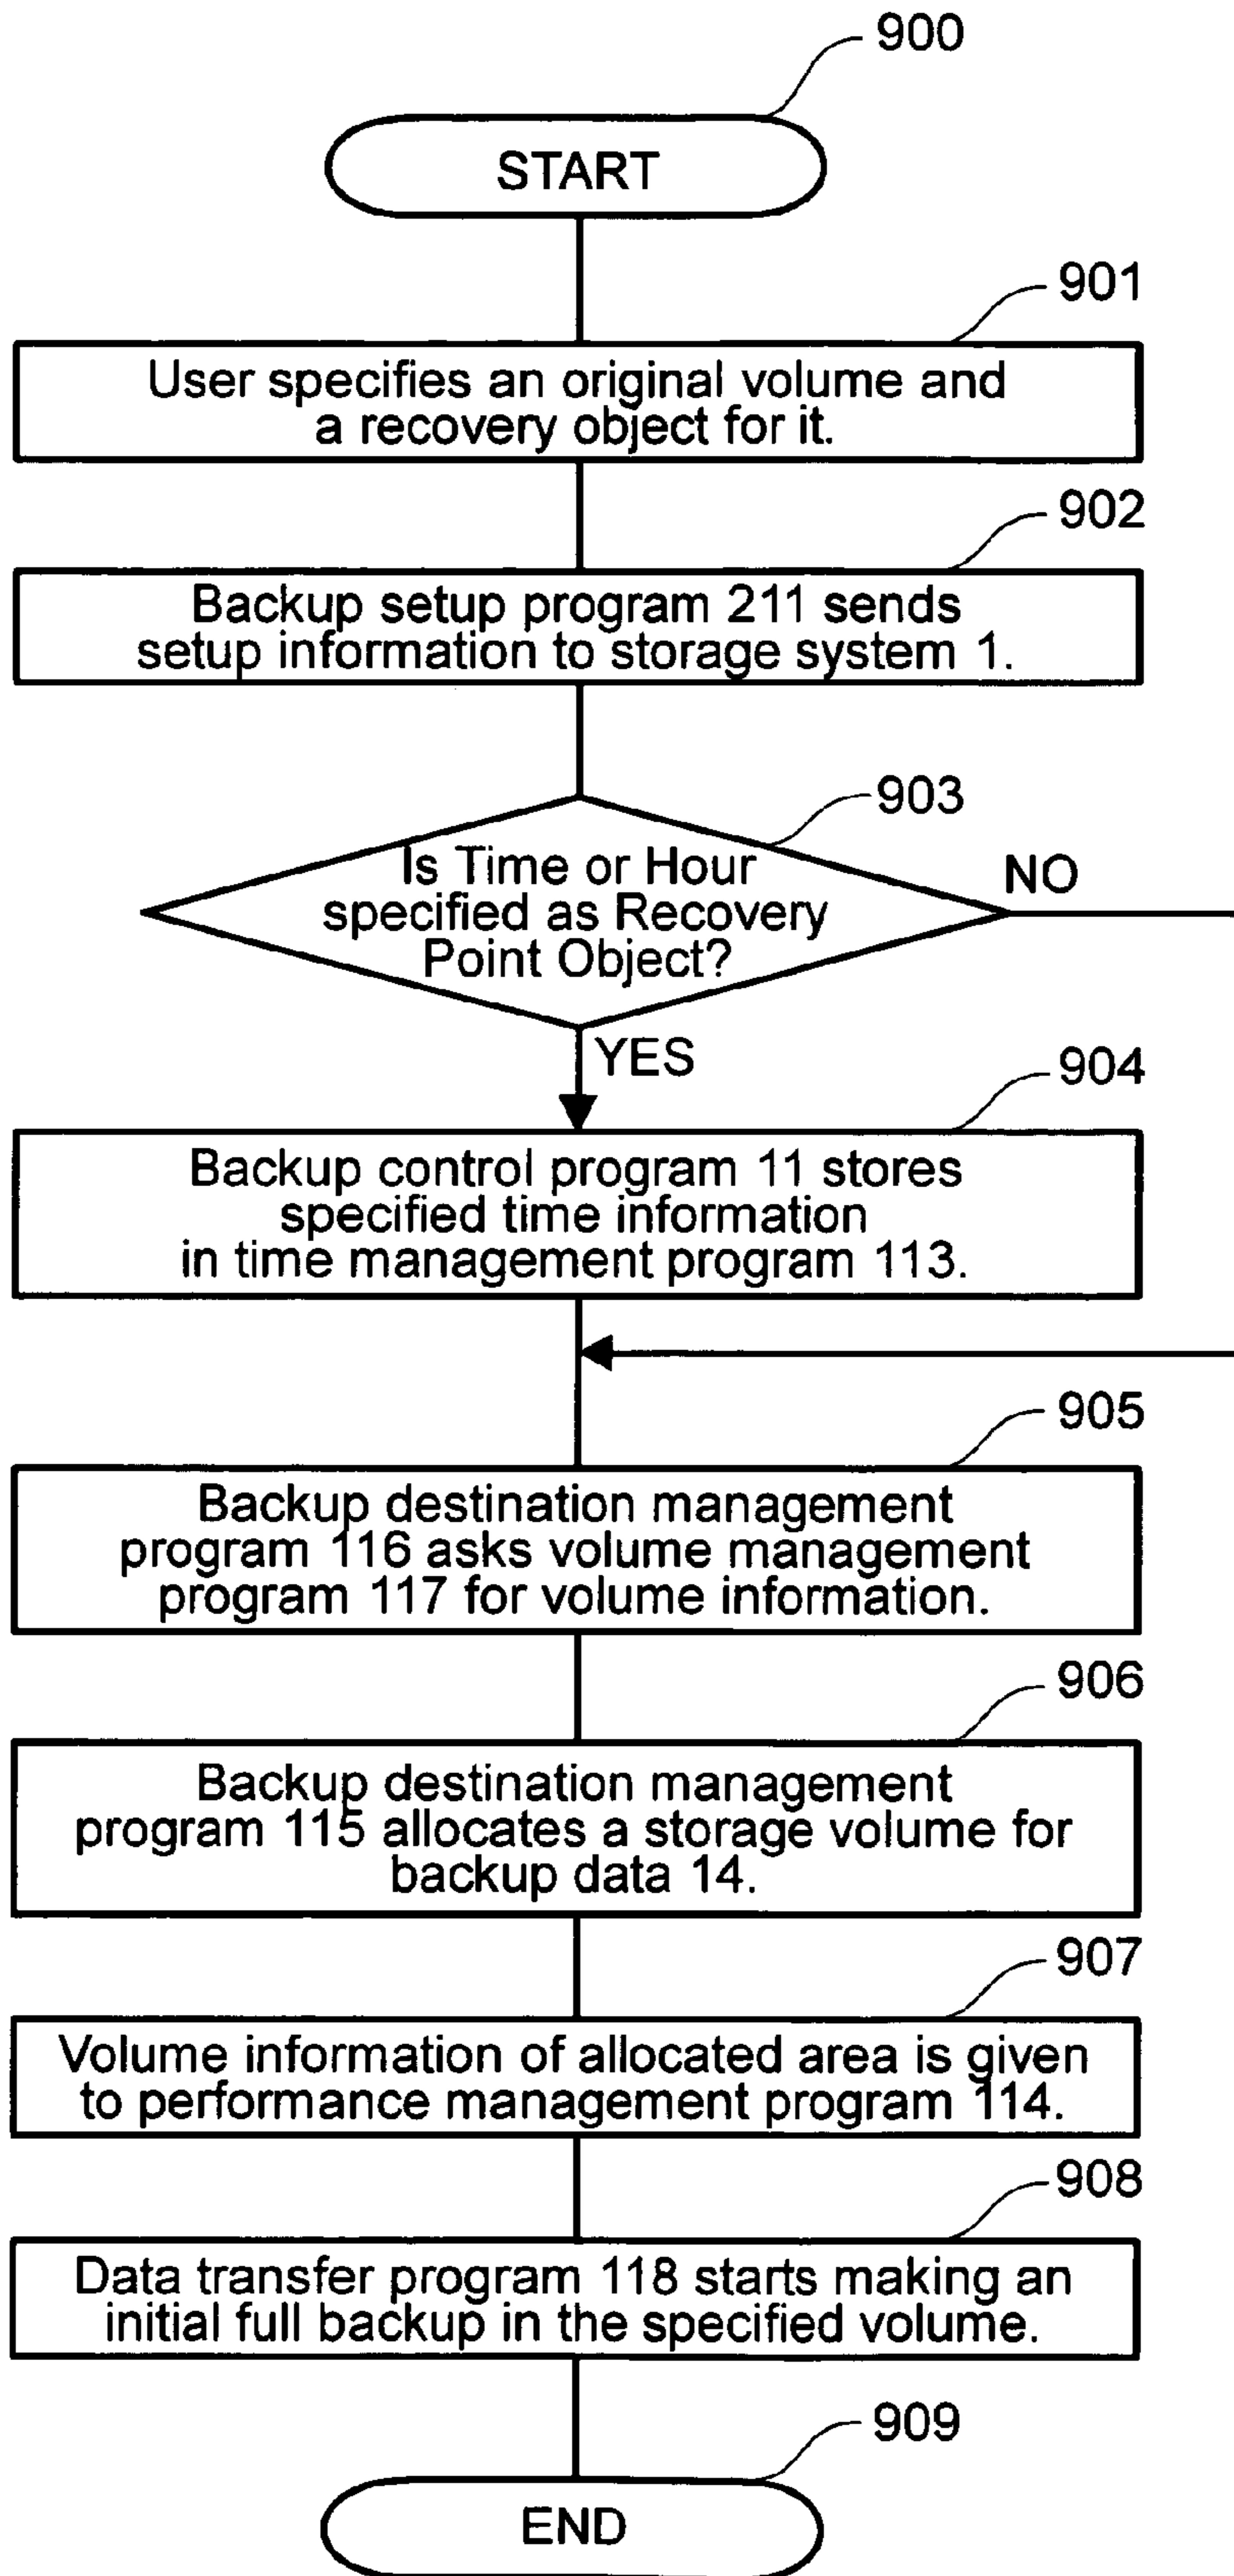 900
START
901
User specifies an original volume and
a recovery object for it.
902
Backup setup program 211 sends
setup information to storage system 1.
903
Is Time or Hour
specified as Recovery
Point Object?
NO
YES
904
Backup control program 11 stores
specified time information
in time management program 113.
905
Backup destination management
program 116 asks volume management
program 117 for volume information.
906
Backup destination management
program 115 allocates a storage volume for
backup data 14.
907
Volume information of allocated area is given
to performance management program 114.
908
Data transfer program 118 starts making an
initial full backup in the specified volume.
909
END